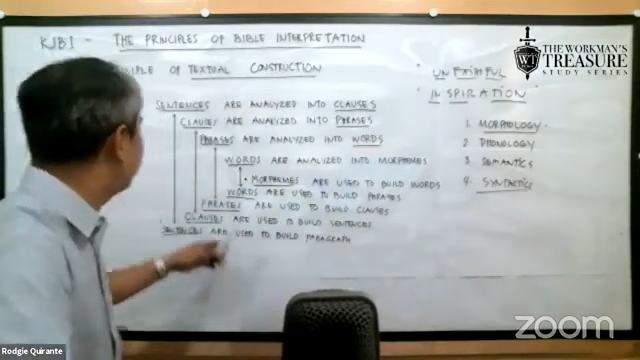 KJBI - THE PRINCIPLES OF BIBLE INTERPRETATION
OF TEXTUAL CONSTRUCTION
SENTENCES ARE ANALYZED INTO CLAUSES
CLAUSES ARE ANALYZED INTO PHRASES
PHRASES ARE ANALYZED INTO WORDS
WORDS ARE ANALYZED INTO MORPHEMES
• MORPHEMES ARE USED TO BUILD WORDS
WORDS ARE USED TO BUILD PHRASES
PHRASES ARE USED TO BUILD CLAUSES
CLAUSES ARE USED TO BUILD SENTENCES
SENTENCES ARE USED TO BUILD PARAGRAPH
" UNFAITHFUL
INSPIRATION "
1. MORPHOLOGY
2. PHONOLOGY
3. SEMANTICS
4. SYNTACTICS
THE WORKMAN'S
TREASURE
STUDY SERIES
WT
zoom
Rodgie Quirante